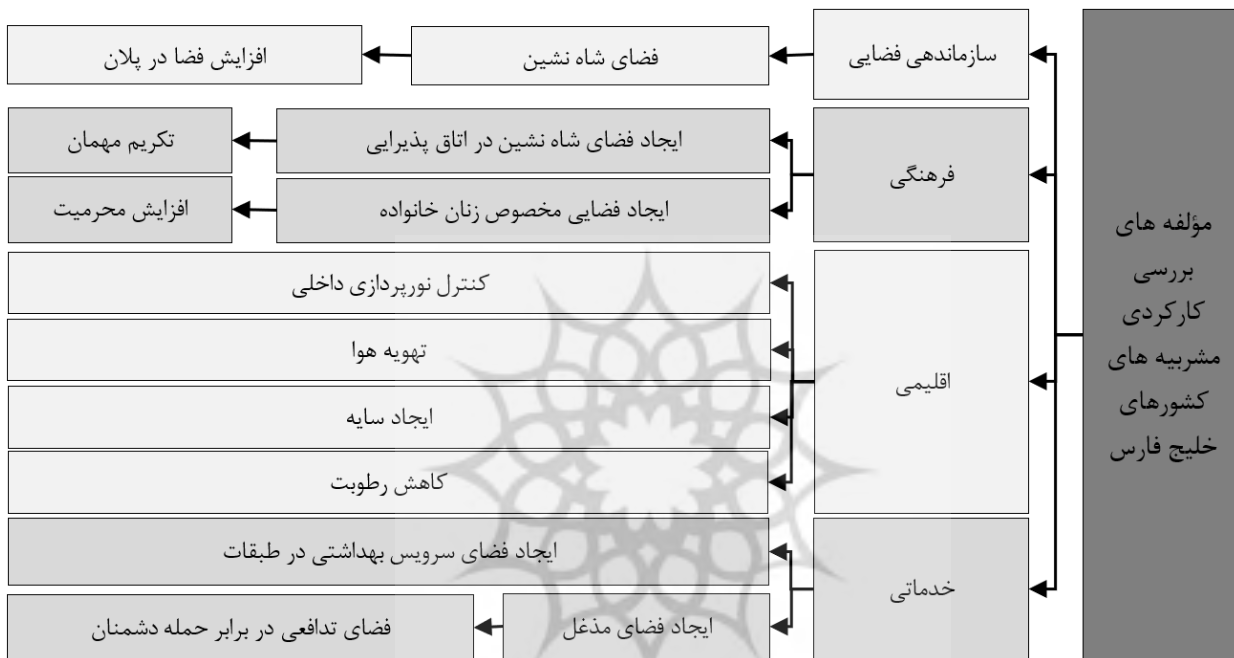 مؤلفه های
بررسی
کارکردی
مشربیه های
کشورهای
خلیج فارس
سازماندهی فضایی
فضای شاه نشین
افزایش فضا در پلان
فرهنگی
ایجاد فضای شاه نشین در اتاق پذیرایی
تکریم مهمان
ایجاد فضایی مخصوص زنان خانواده
افزایش محرمیت
اقلیمی
کنترل نورپردازی داخلی
تهویه هوا
ایجاد سایه
کاهش رطوبت
خدماتی
ایجاد فضای سرویس بهداشتی در طبقات
ایجاد فضای مذغل
فضای تدافعی در برابر حمله دشمنان